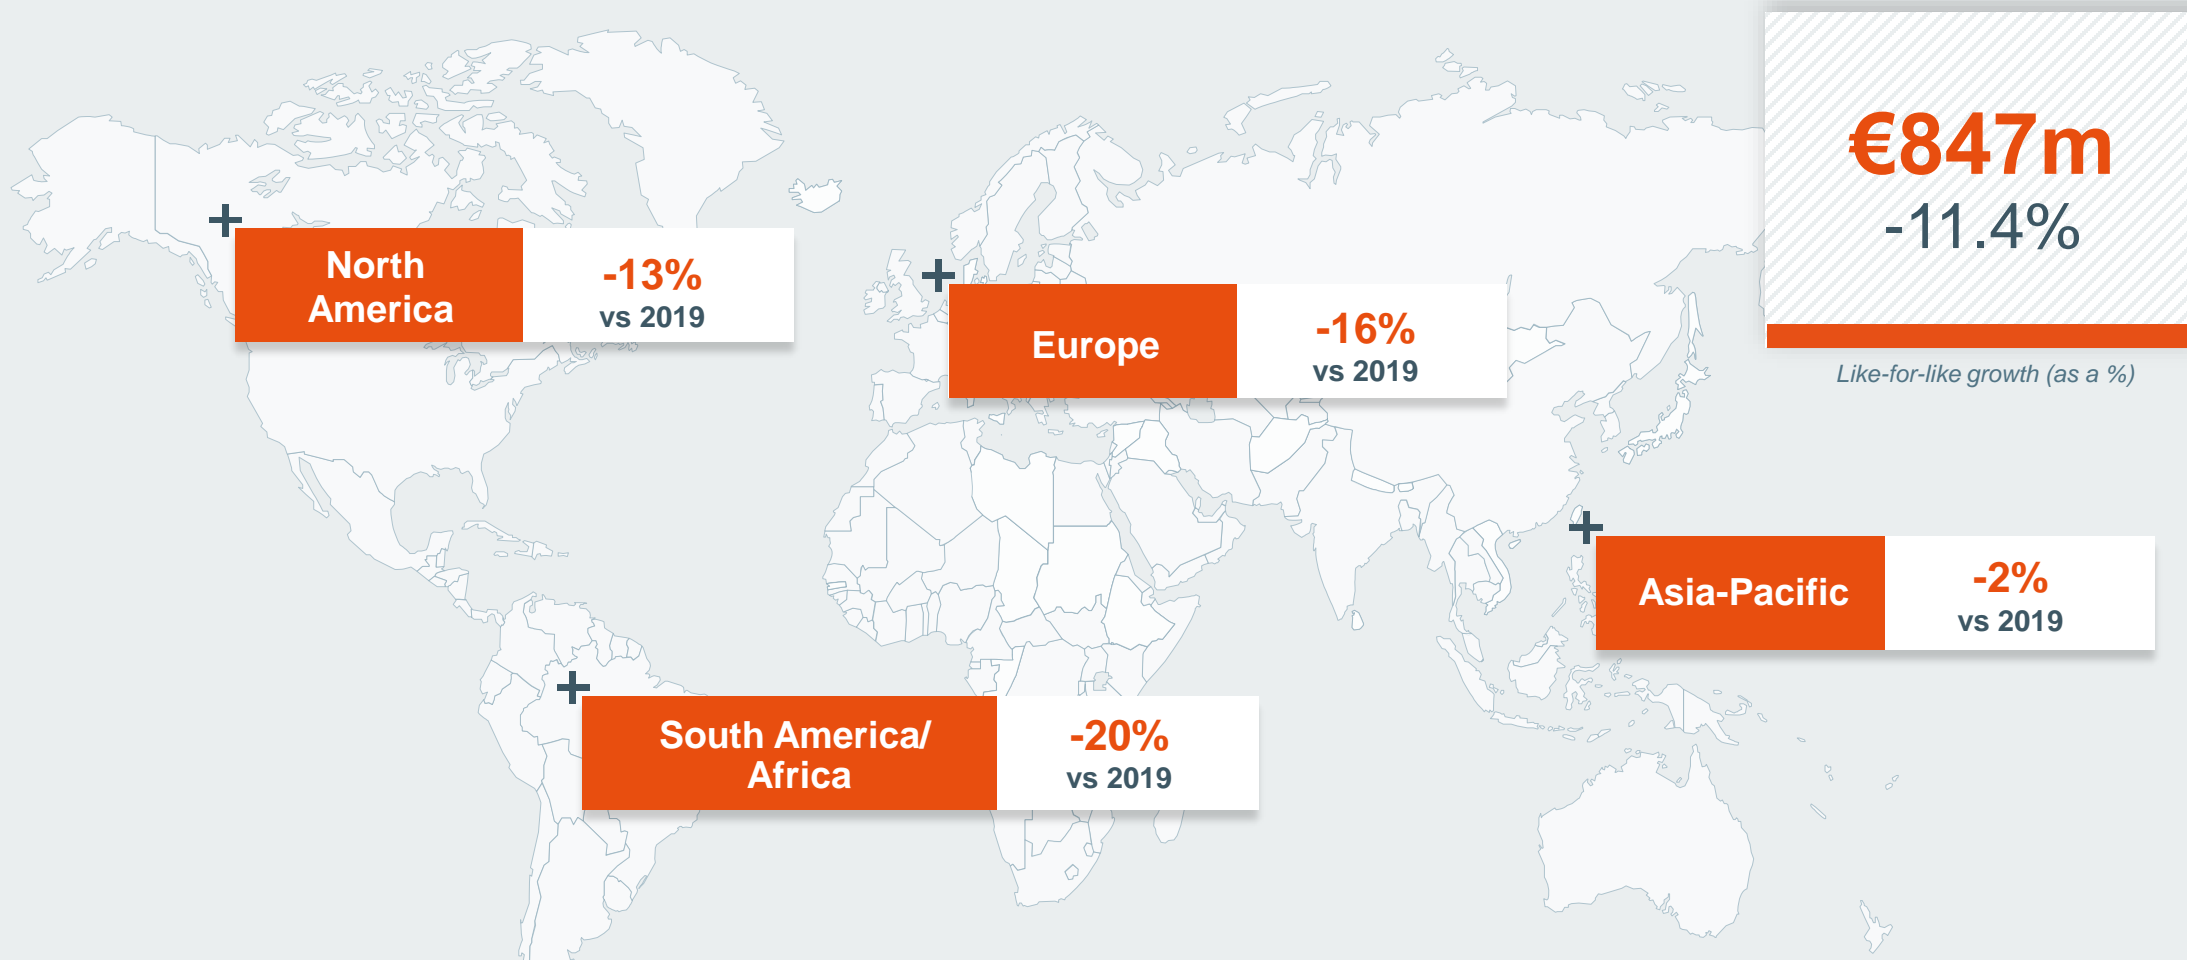 €847m
-11.4%
Like-for-like growth (as a %)
North
America
-13%
vs 2019
Europe
-16%
vs 2019
Asia-Pacific
-2%
vs 2019
South America/
Africa
-20%
vs 2019